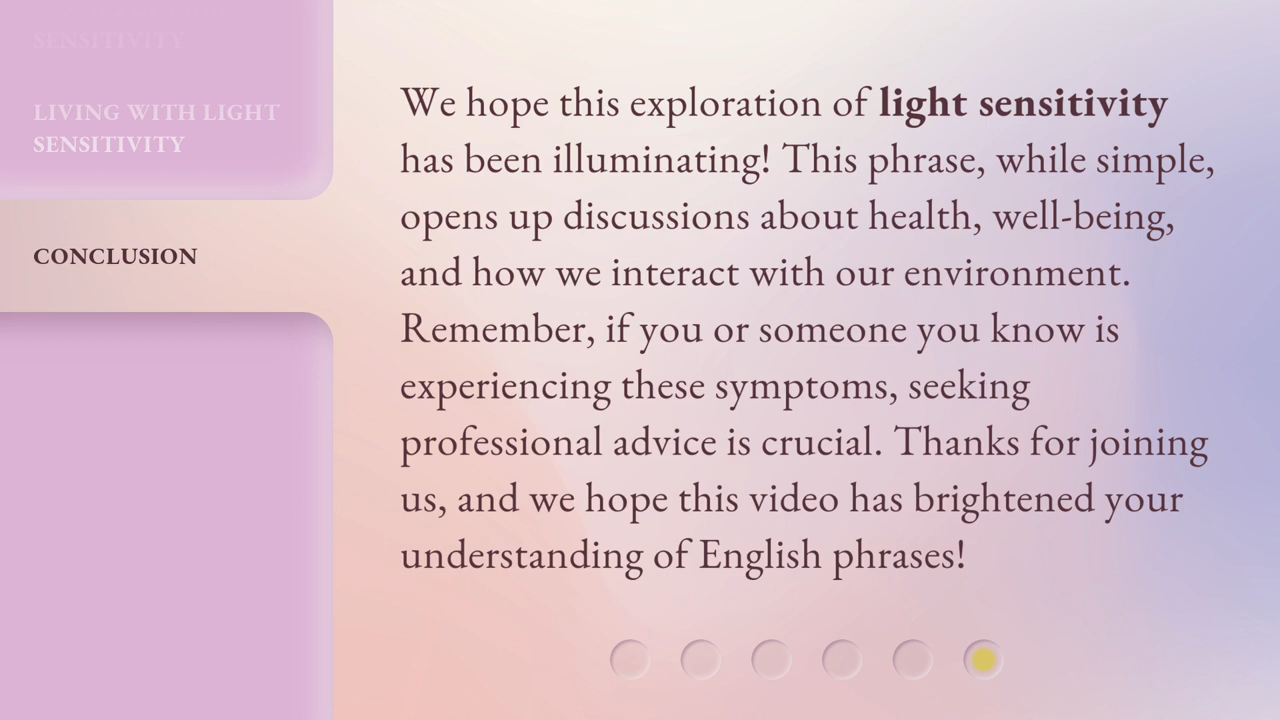 SENSITIVITY
LIVING WITH LIGHT
SENSITIVITY
CONCLUSION
We hope this exploration of light sensitivity
has been illuminating! This phrase, while simple,
opens up discussions about health, well-being,
and how we interact with our environment.
Remember, if you or someone you know is
experiencing these symptoms, seeking
professional advice is crucial. Thanks for joining
us, and we hope this video has brightened your
understanding of English phrases!